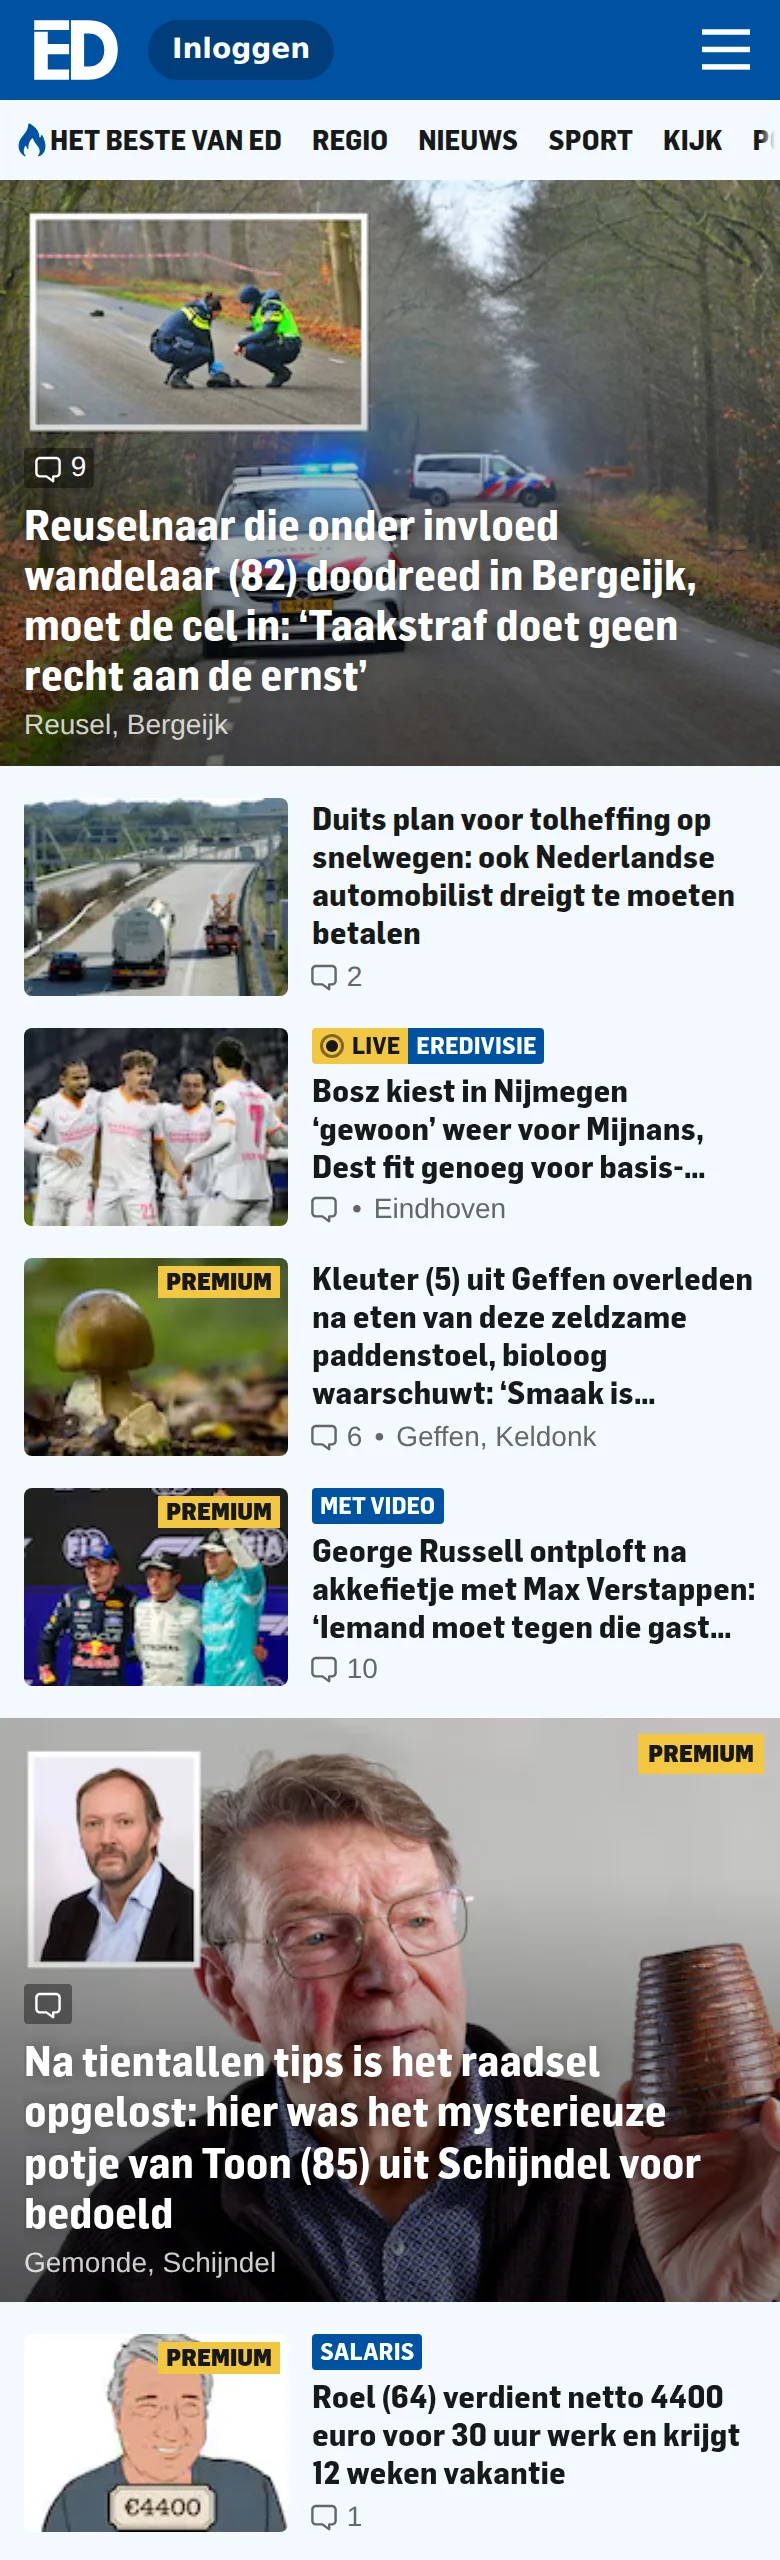 ED
Inloggen
HET BESTE VAN ED REGIO NIEUWS SPORT KIJK
9
Reuselnaar die onder invloed
wandelaar (82) doodreed in Bergeijk,
moet de cel in: ‘Taakstraf doet geen
recht aan de ernst’
Reusel, Bergeijk
Duits plan voor tolheffing op
snelwegen: ook Nederlandse
automobilist dreigt te moeten
betalen
2
LIVE EREDIVISIE
Bosz kiest in Nijmegen
‘gewoon’ weer voor Mijnans,
Dest fit genoeg voor basis-...
• Eindhoven
7
PREMIUM
Kleuter (5) uit Geffen overleden
na eten van deze zeldzame
paddenstoel, bioloog
waarschuwt: ‘Smaak is...
6 • Geffen, Keldonk
PREMIUM
FIA
FIA
Red Bull
MET VIDEO
George Russell ontploft na
akkefietje met Max Verstappen:
‘Iemand moet tegen die gast...
10
PREMIUM
Na tientallen tips is het raadsel
opgelost: hier was het mysterieuze
potje van Toon (85) uit Schijndel voor
bedoeld
Gemonde, Schijndel
PREMIUM
€4400
SALARIS
Roel (64) verdient netto 4400
euro voor 30 uur werk en krijgt
12 weken vakantie
1